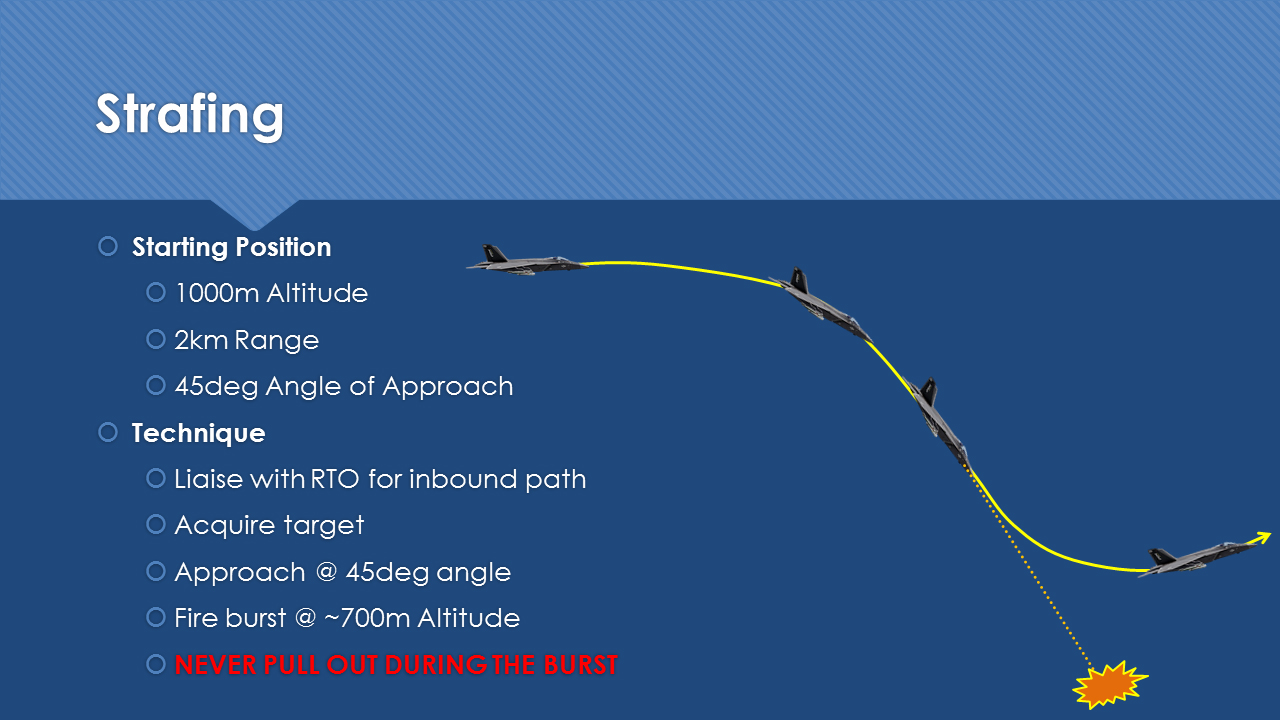 Strafing
Starting Position
1000m Altitude
2km Range
45deg Angle of Approach
Technique
Liaise with RTO for inbound path
Acquire target
Approach @ 45deg angle
Fire burst @ ~700m Altitude
NEVER PULL OUT DURING THE BURST